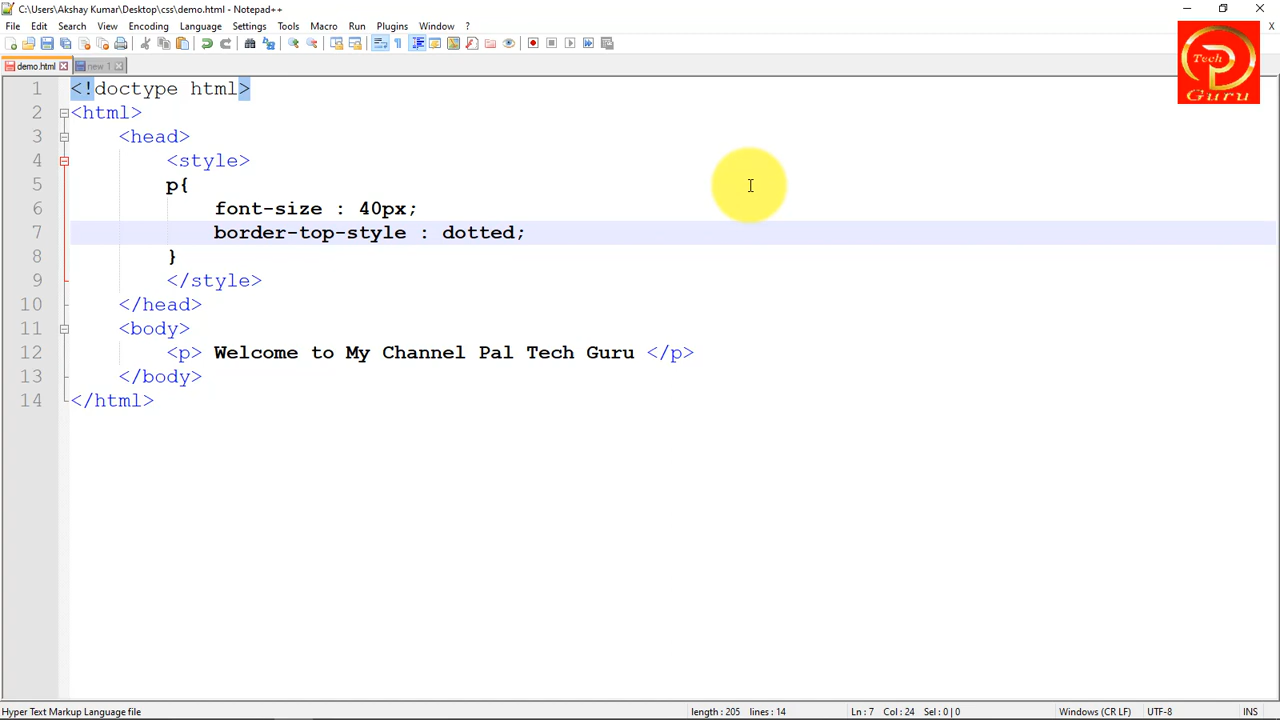 C:\Users\Akshay Kumar\Desktop\css\demo.html - Notepad++
File Edit Search View Encoding Language Settings Tools Macro Run Plugins Window ?
X
demo.html new 1
Tech
Guru
1 <!doctype html>
2 <html>
3 <head>
4 <style>
5 p{
6 font-size : 40px;
7 border-top-style : dotted;
8 }
9 </style>
10 </head>
11 <body>
12 <p> Welcome to My Channel Pal Tech Guru </p>
13 </body>
14 </html>
Hyper Text Markup Language file length : 205 lines : 14 Ln : 7 Col : 24 Sel : 0 | 0 Windows (CR LF) UTF-8 INS